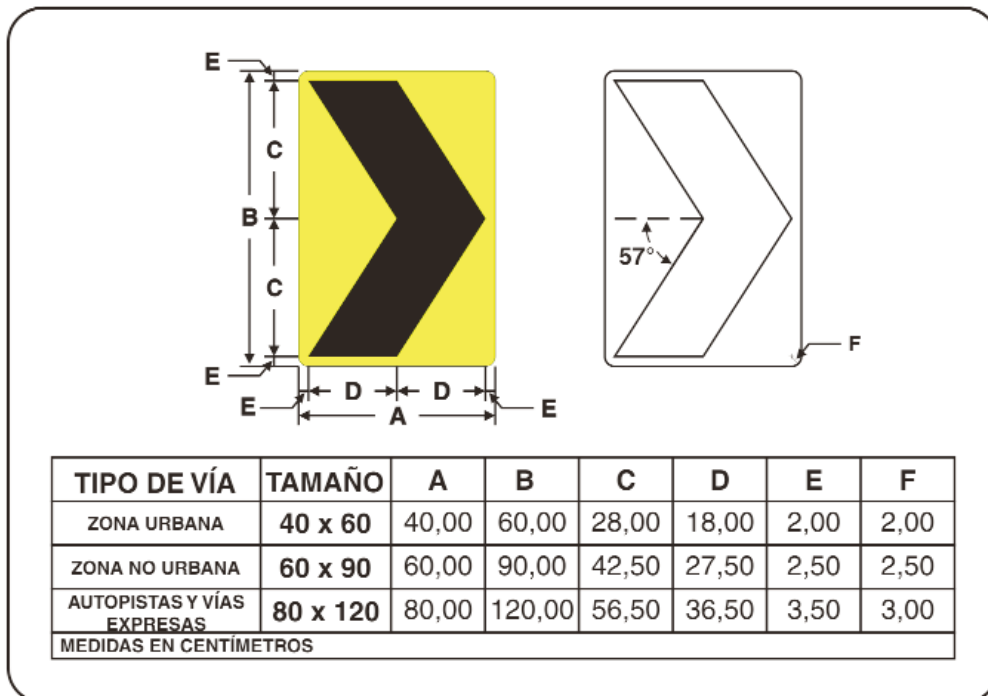 E
C
B
C
E
E
D
D
E
A
57°
F
TIPO DE VÍA TAMAÑO A B C D E F
ZONA URBANA 40 x 60 40,00 60,00 28,00 18,00 2,00 2,00
ZONA NO URBANA 60 x 90 60,00 90,00 42,50 27,50 2,50 2,50
AUTOPISTAS Y VÍAS
EXPRESAS 80 x 120 80,00 120,00 56,50 36,50 3,50 3,00
MEDIDAS EN CENTÍMETROS